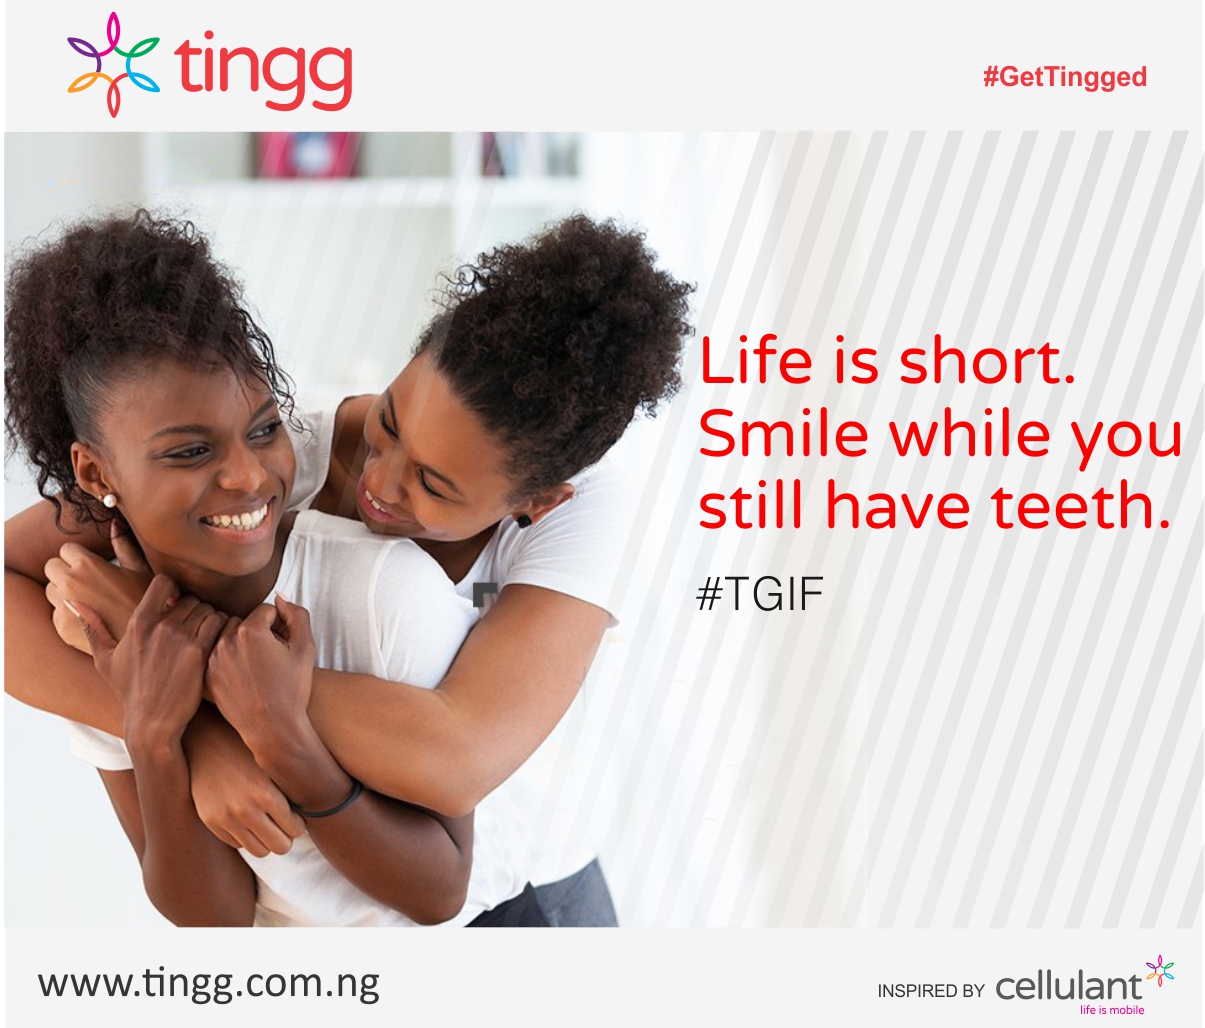 tingg
#GetTingged
Life is short.
Smile while you
still have teeth.
#TGIF
www.tingg.com.ng
INSPIRED BY cellulant
life is mobile